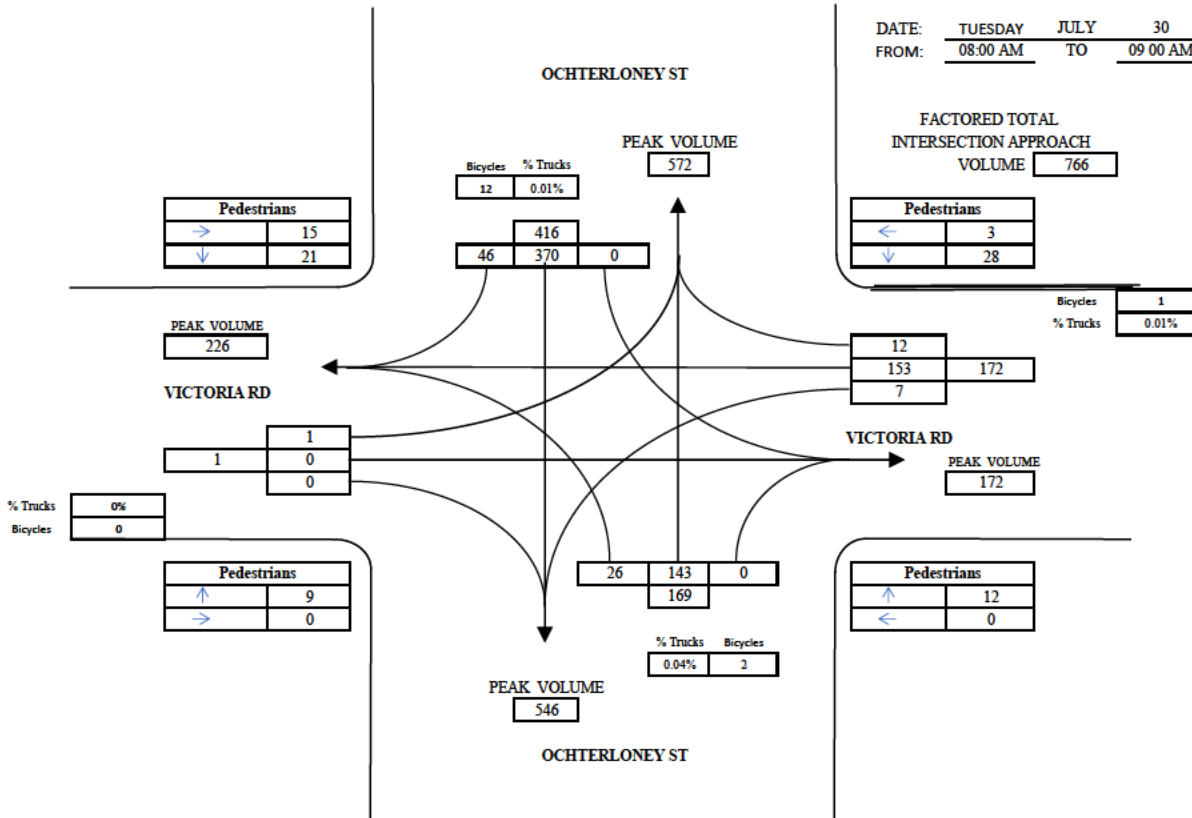 DATE: TUESDAY JULY 30
FROM: 08:00 AM TO 09 00 AM
OCHTERLONEY ST
FACTORED TOTAL
INTERSECTION APPROACH
VOLUME 766
PEAK VOLUME
572
Bicycles % Trucks
12 0.01%
Pedestrians
→ 15
↓ 21
416
46 370 0
Pedestrians
← 3
↓ 28
Bicycles 1
% Trucks 0.01%
PEAK VOLUME
226
VICTORIA RD
12
153 172
7
1
1 0
0
VICTORIA RD
PEAK VOLUME
172
% Trucks 0%
Bicycles 0
Pedestrians
↑ 9
→ 0
26 143 0
169
Pedestrians
↑ 12
← 0
% Trucks Bicycles
0.04% 2
PEAK VOLUME
546
OCHTERLONEY ST